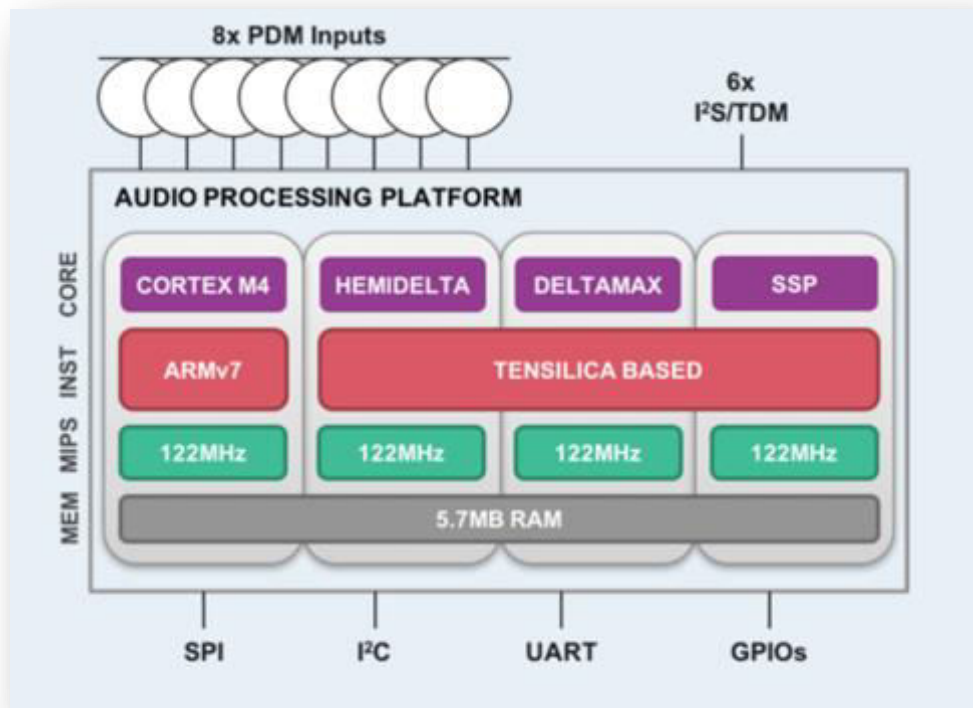 8x PDM Inputs
6x
I²S/TDM
AUDIO PROCESSING PLATFORM
CORE
CORTEX M4
HEMIDELTA
DELTAMAX
SSP
INST
ARMv7
TENSILICA BASED
MIPS
122MHz
122MHz
122MHz
122MHz
MEM
5.7MB RAM
SPI
I²C
UART
GPIOs